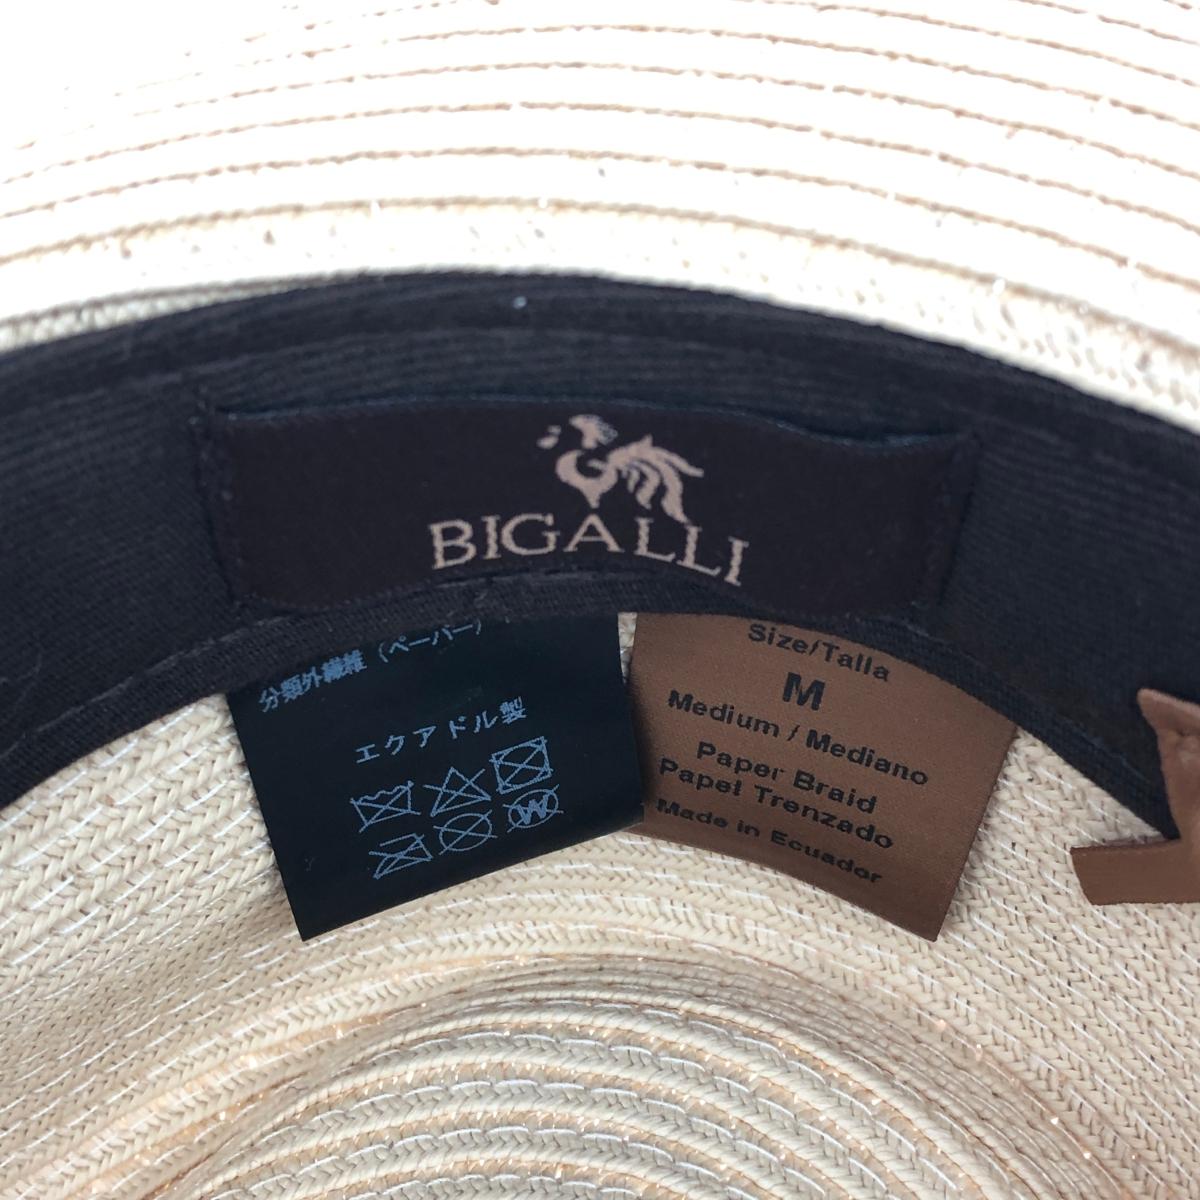 BIGALLI
分類外繊維（ペーパー）
エクアドル製
Size/Talla
M
Medium / Mediano
Paper Braid
Papel Trenzado
Made in Ecuador